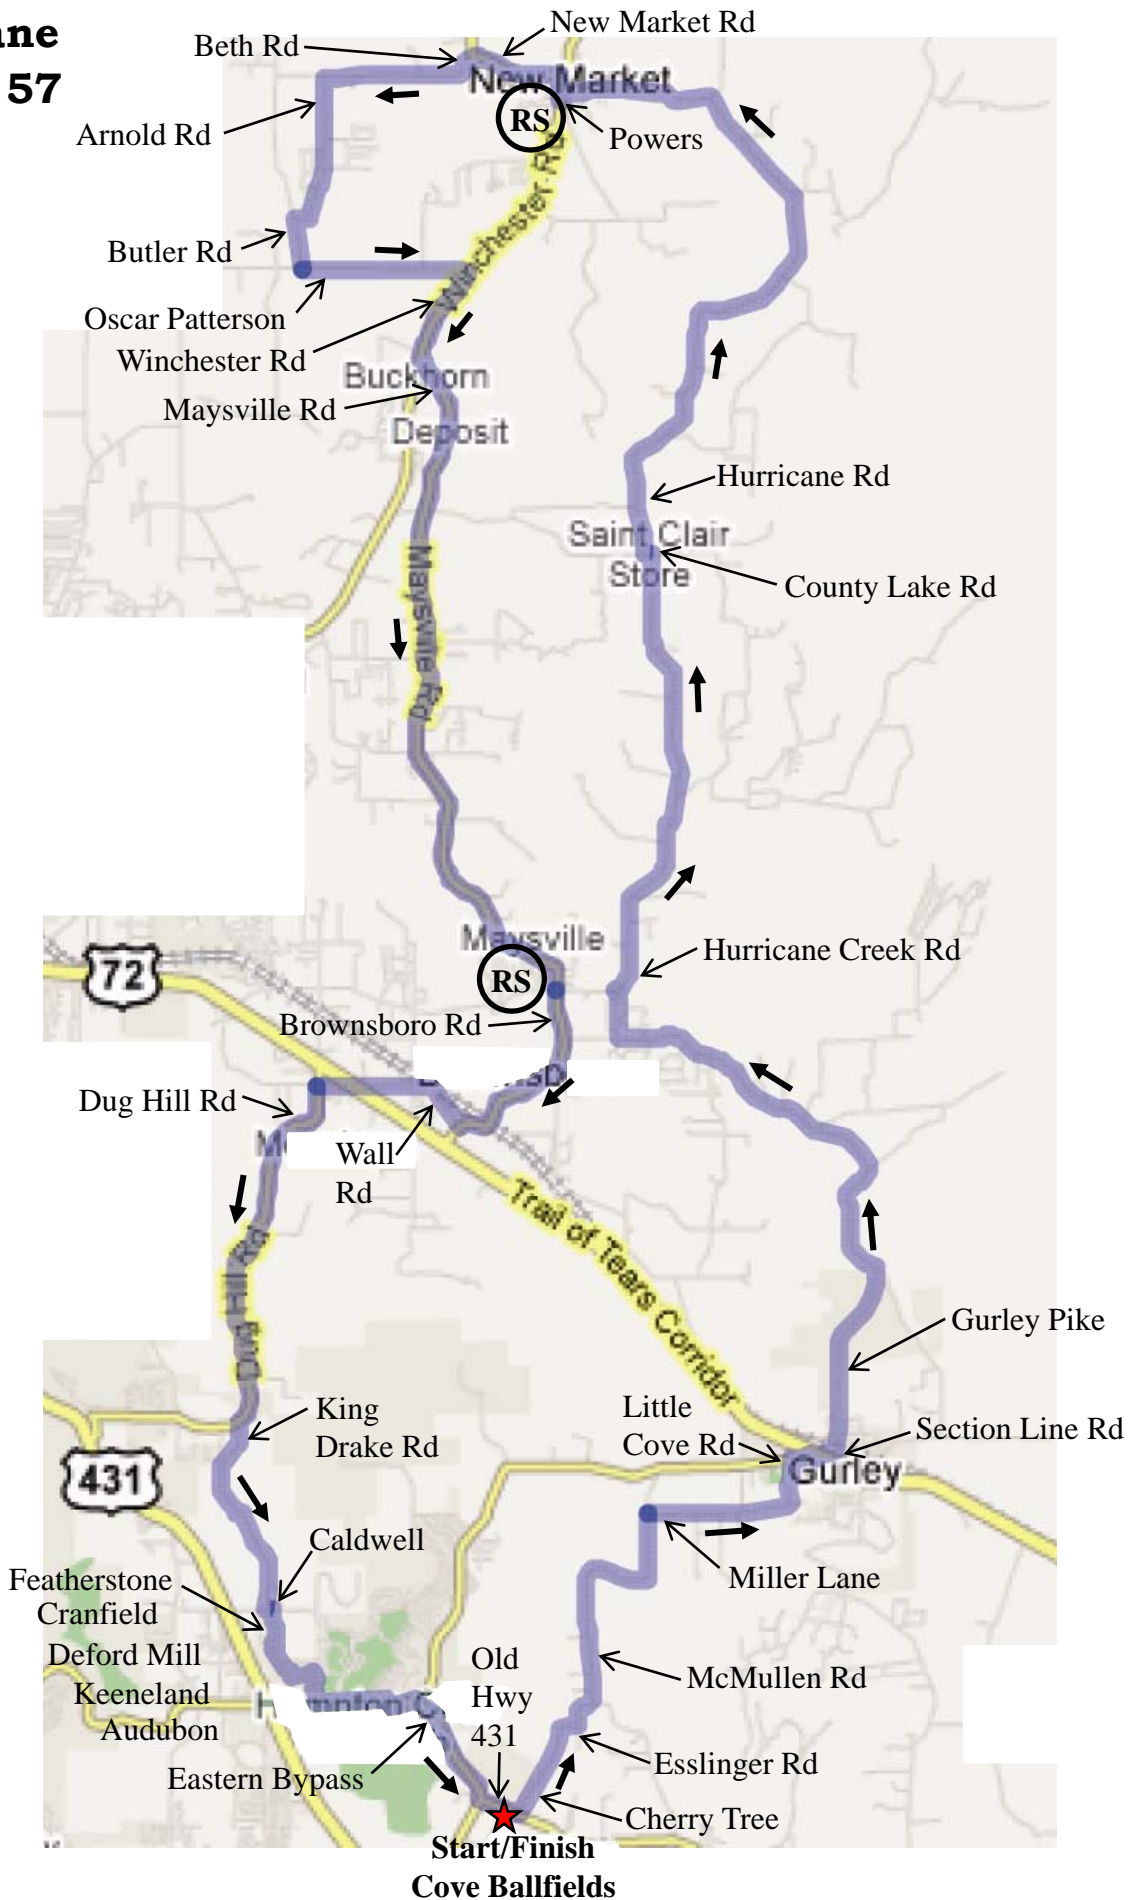 ane
57
New Market Rd
Beth Rd
New Market
RS
Arnold Rd
Powers
Winchester Rd
Butler Rd
Oscar Patterson
Winchester Rd
Buckhorn
Maysville Rd
Deposit
Hurricane Rd
Saint Clair
Store
County Lake Rd
Maysville Rd
Maysville
72
RS
Hurricane Creek Rd
Brownsboro Rd
Dug Hill Rd
Wall
Rd
Trail of Tears Corridor
Dug Hill Rd
Gurley Pike
King
Drake Rd
Little
Cove Rd
Section Line Rd
431
Gurley
Caldwell
Miller Lane
Featherstone
Cranfield
Deford Mill
Keeneland
Audubon
Old
Hwy
431
McMullen Rd
Eastern Bypass
Esslinger Rd
Cherry Tree
Start/Finish
Cove Ballfields